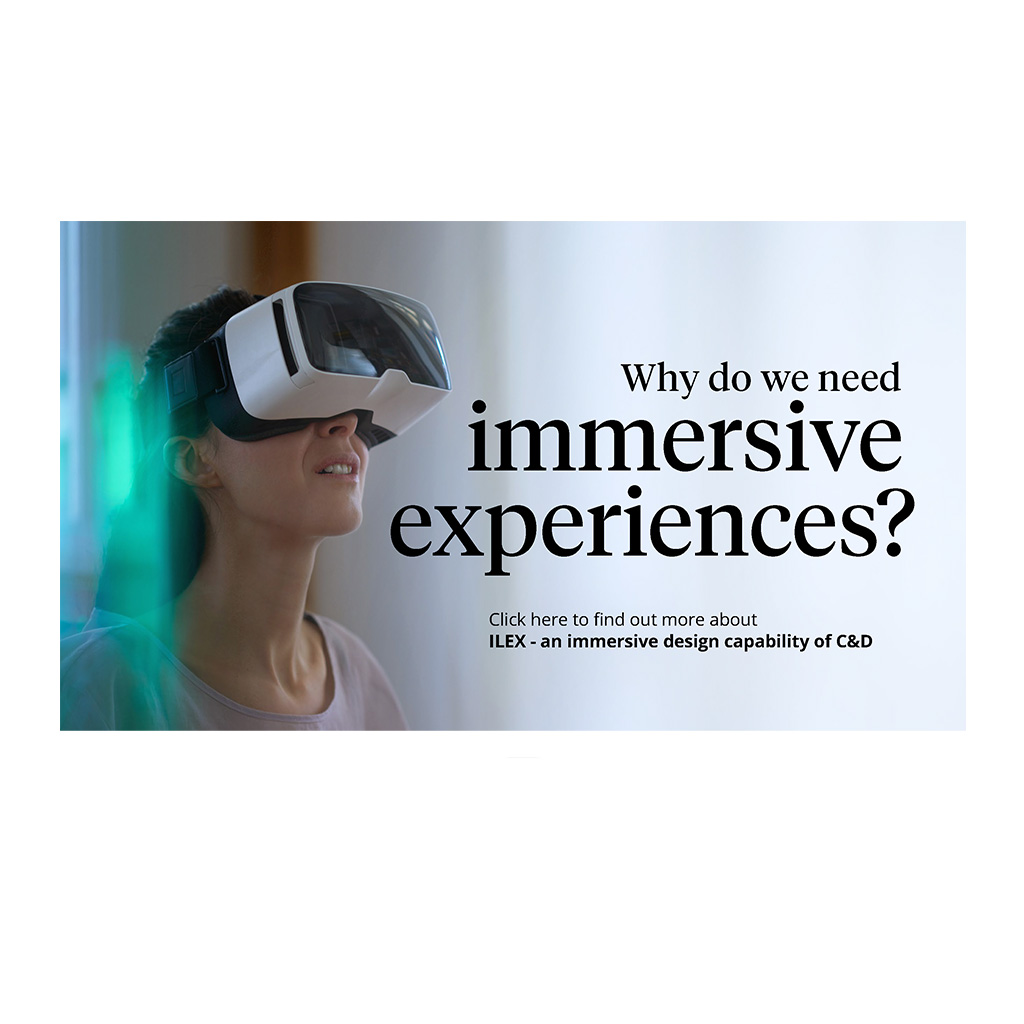 Why do we need
immersive
experiences?
Click here to find out more about
ILEX - an immersive design capability of C&D